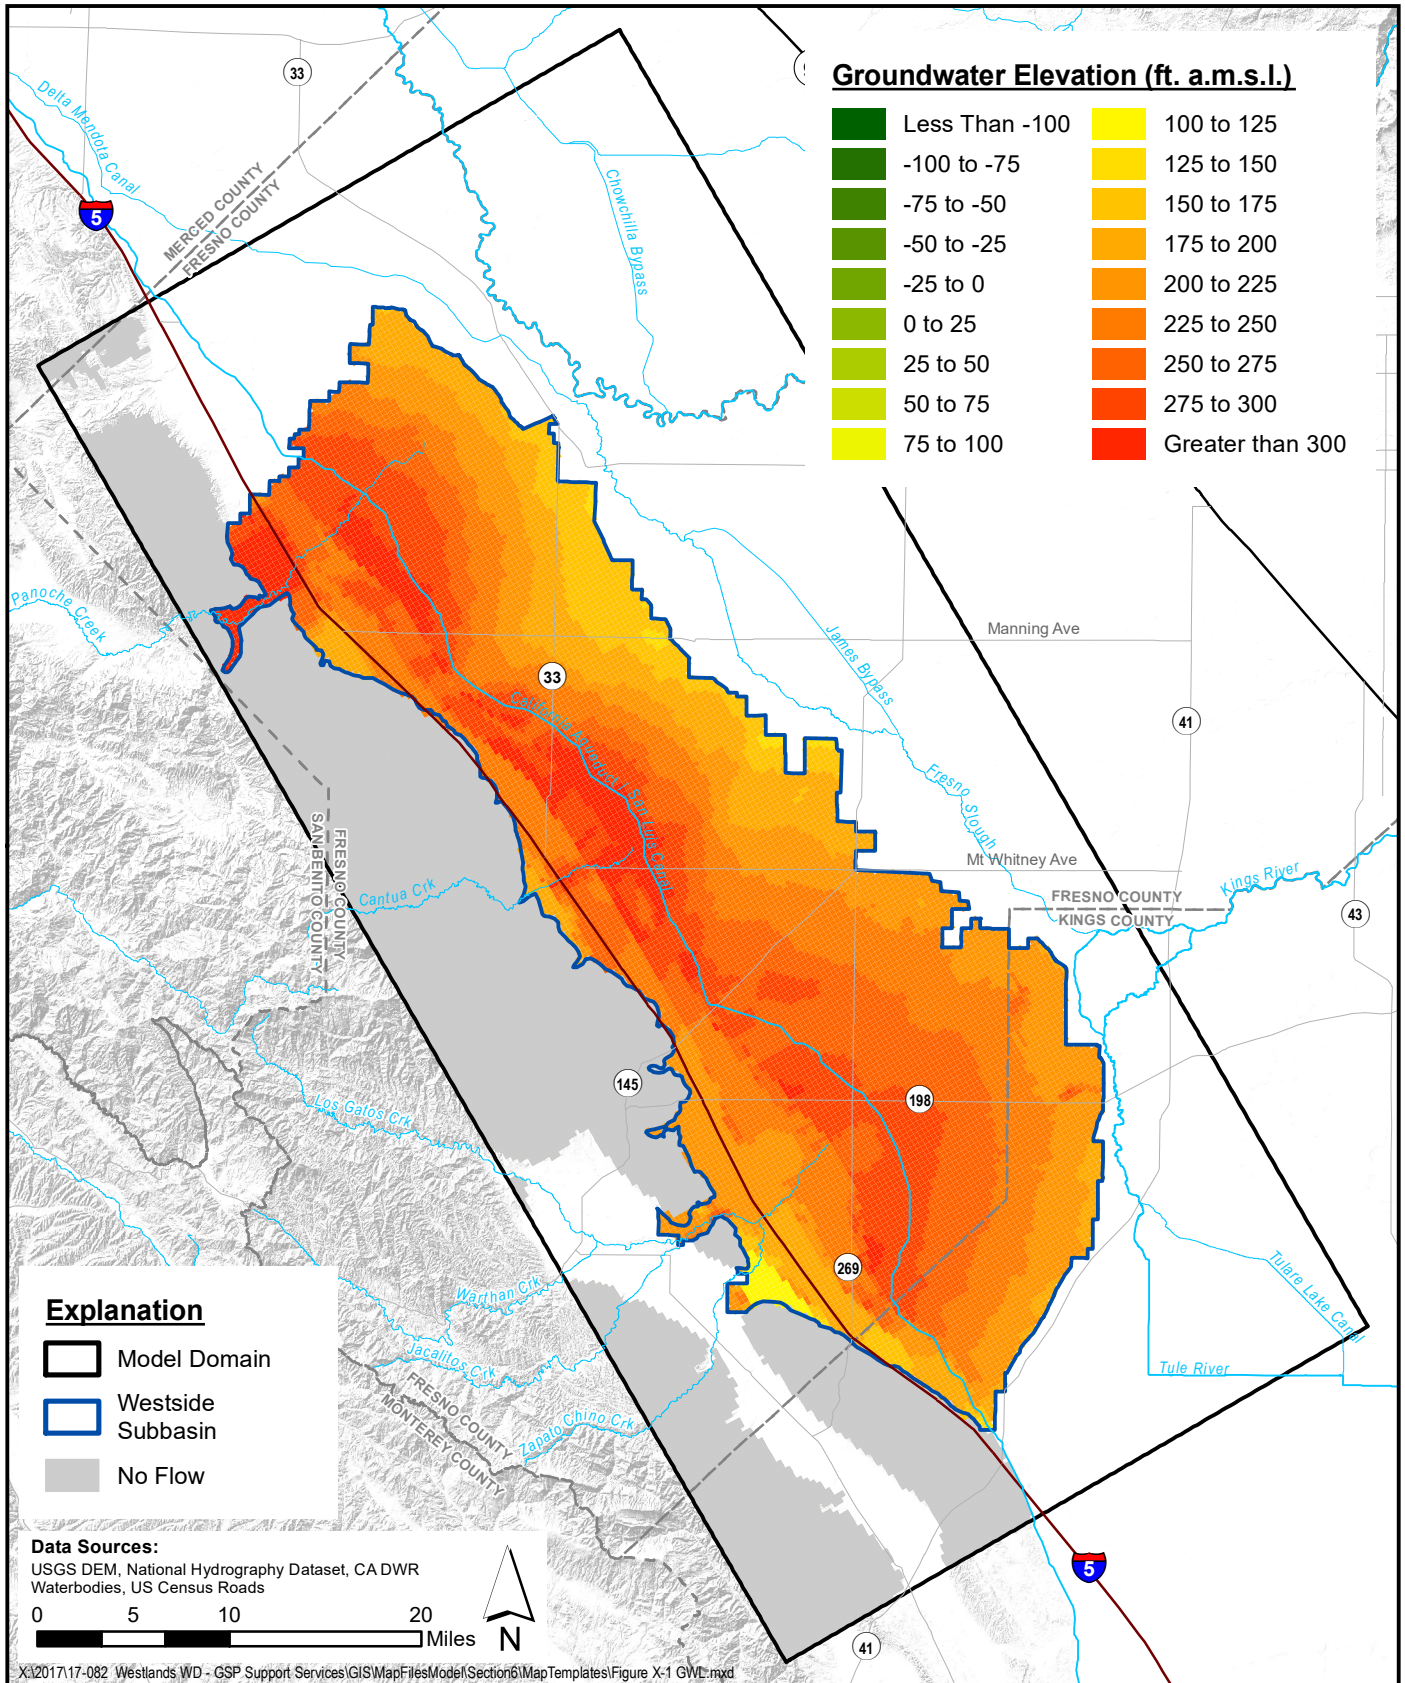 Groundwater Elevation (ft. a.m.s.l.)
Less Than -100
-100 to -75
-75 to -50
-50 to -25
-25 to 0
0 to 25
25 to 50
50 to 75
75 to 100
100 to 125
125 to 150
150 to 175
175 to 200
200 to 225
225 to 250
250 to 275
275 to 300
Greater than 300
33
Delta Mendota Canal
5
MERCED COUNTY
FRESNO COUNTY
Chowchilla Bypass
Panoche Creek
James Bypass
Manning Ave
33
41
California Aqueduct / San Luis Canal
Fresno Slough
SAN BENITO COUNTY
FRESNO COUNTY
Cantua Crk
Mt Whitney Ave
Kings River
FRESNO COUNTY
KINGS COUNTY
43
145
198
Los Gatos Crk
269
Warthan Crk
Jacalitos Crk
Tulare Lake Canal
Tule River
FRESNO COUNTY
MONTEREY COUNTY
Zapato Chino Crk
5
41
Explanation
Model Domain
Westside
Subbasin
No Flow
Data Sources:
USGS DEM, National Hydrography Dataset, CA DWR
Waterbodies, US Census Roads
0 5 10 20
Miles
N
X:\2017\17-082 Westlands WD - GSP Support Services\GIS\MapFilesModel\Section6\MapTemplates\Figure X-1 GWL.mxd